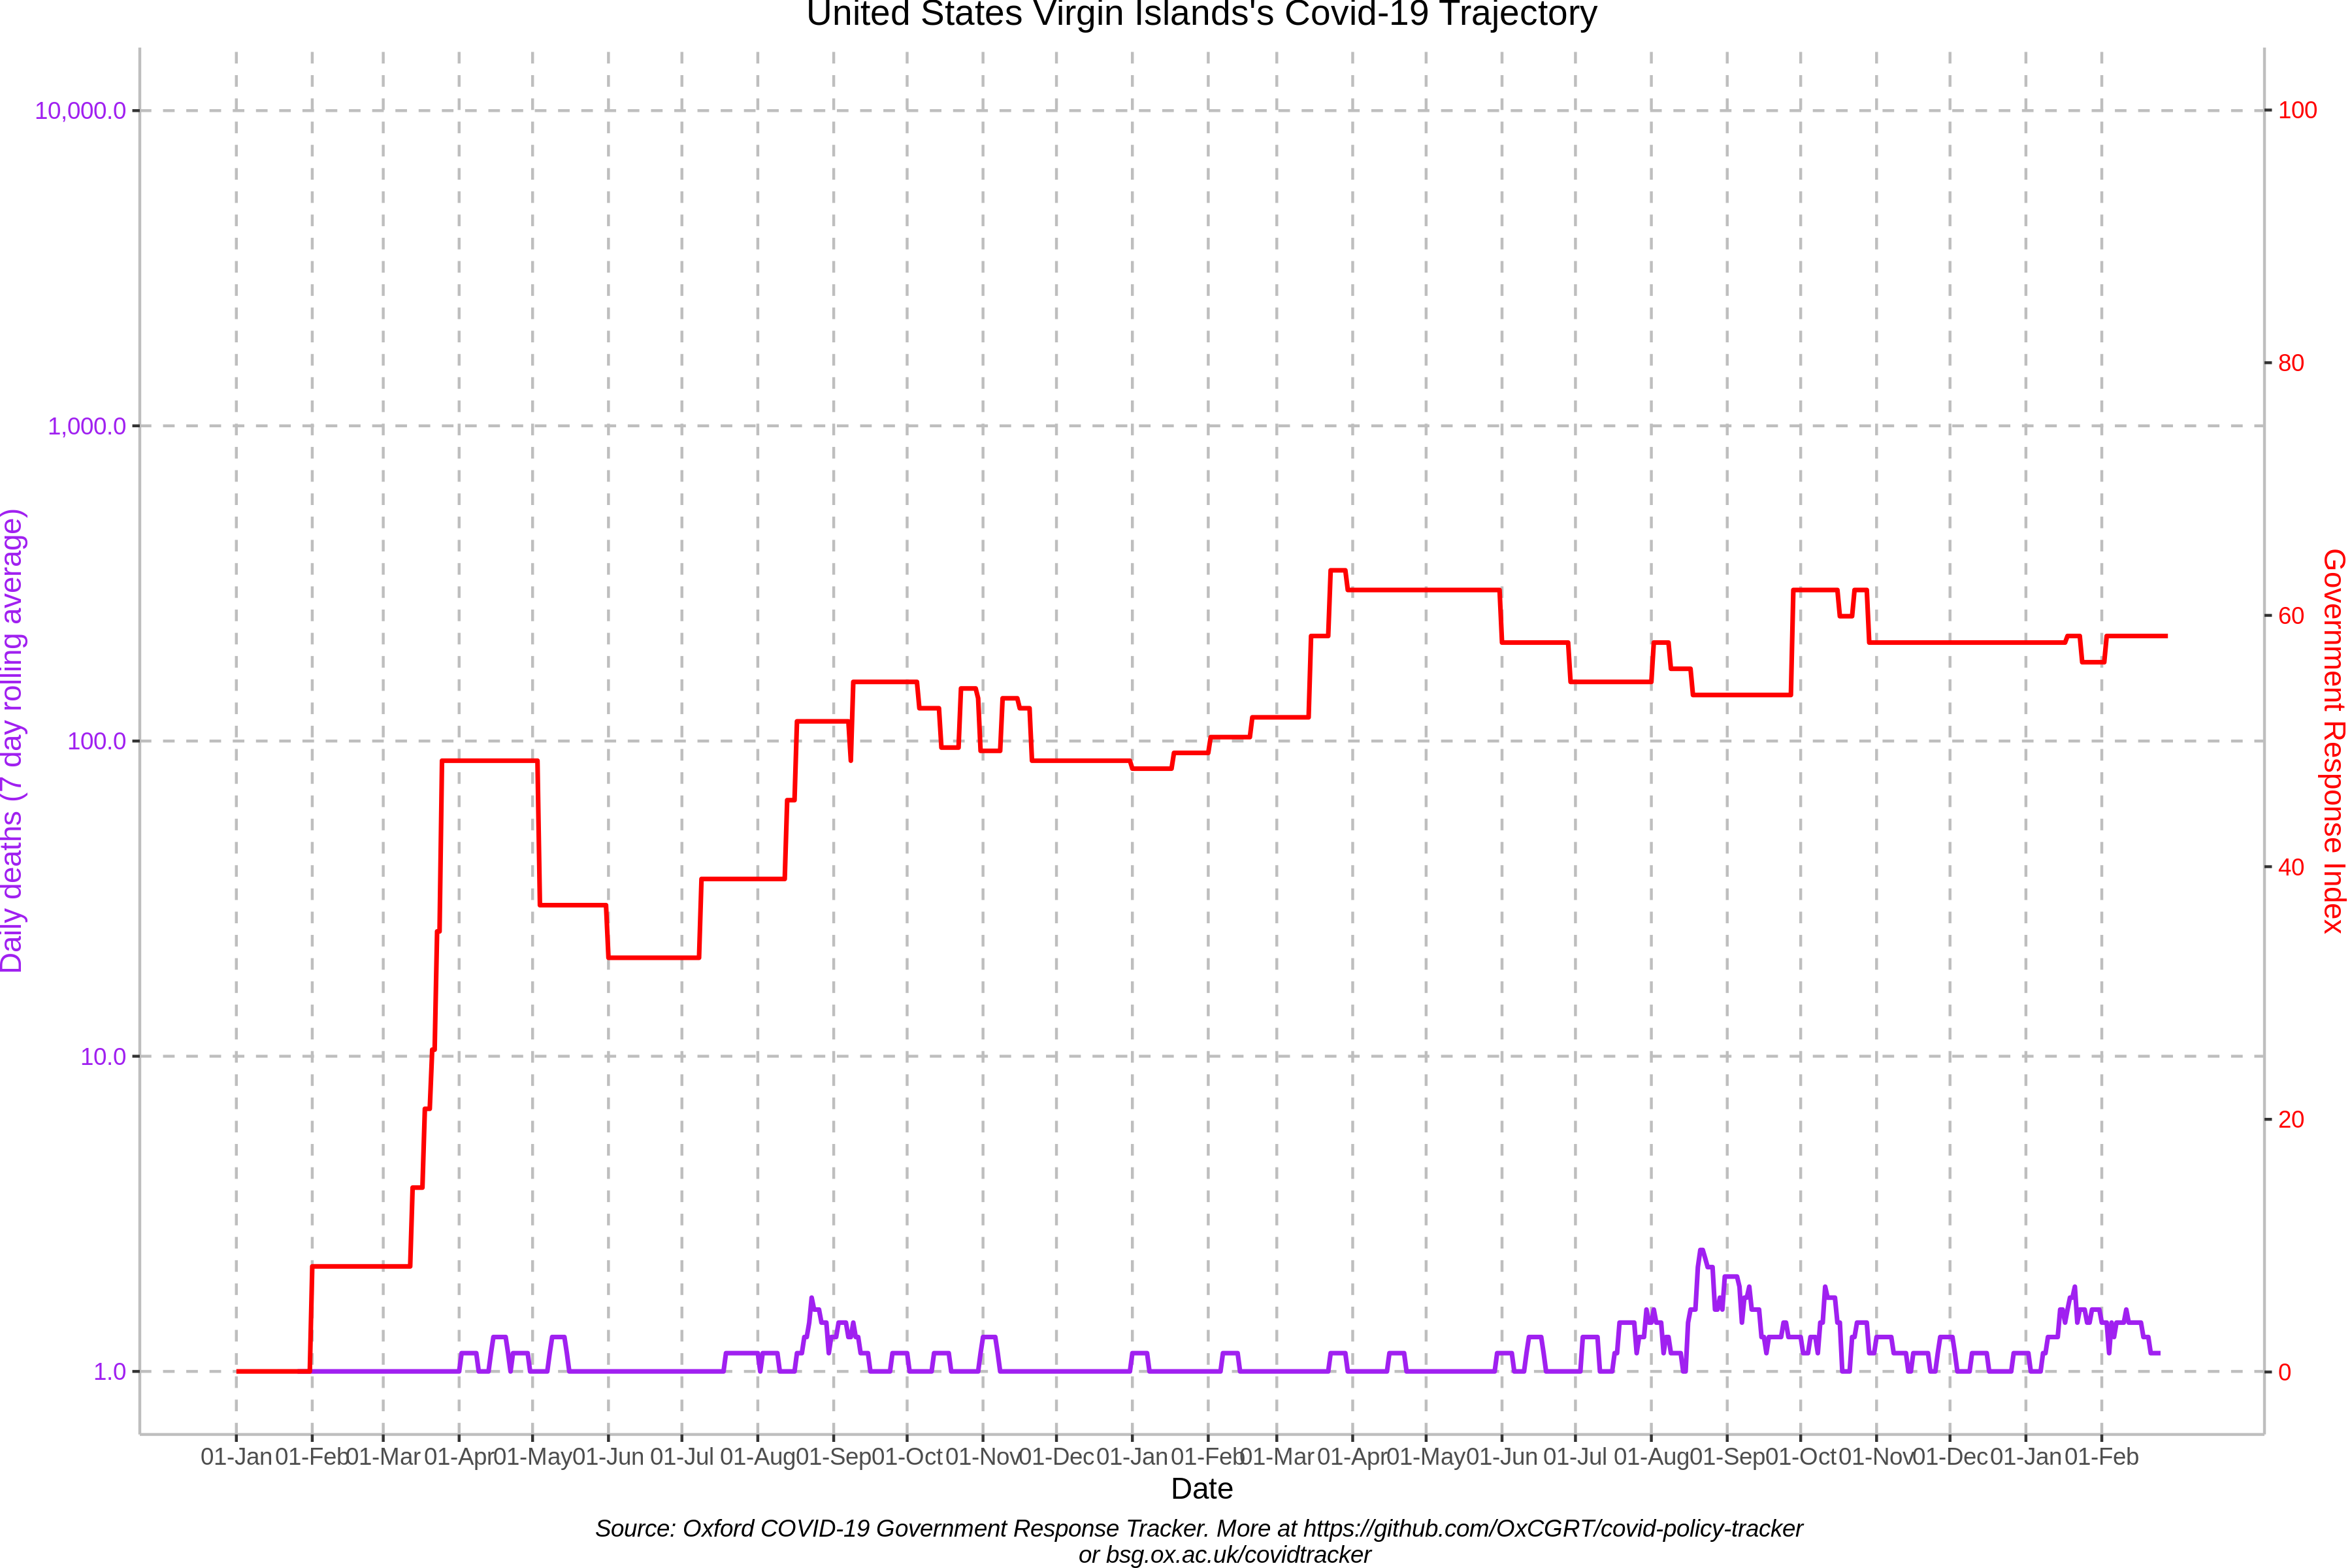 United States Virgin Islands's Covid-19 Trajectory
10,000.0
1,000.0
100.0
10.0
1.0
Daily deaths (7 day rolling average)
100
80
60
40
20
0
Government Response Index
01-Jan 01-Feb 01-Mar 01-Apr 01-May 01-Jun 01-Jul 01-Aug 01-Sep 01-Oct 01-Nov 01-Dec 01-Jan 01-Feb 01-Mar 01-Apr 01-May 01-Jun 01-Jul 01-Aug 01-Sep 01-Oct 01-Nov 01-Dec 01-Jan 01-Feb
Date
Source: Oxford COVID-19 Government Response Tracker. More at https://github.com/OxCGRT/covid-policy-tracker
or bsg.ox.ac.uk/covidtracker